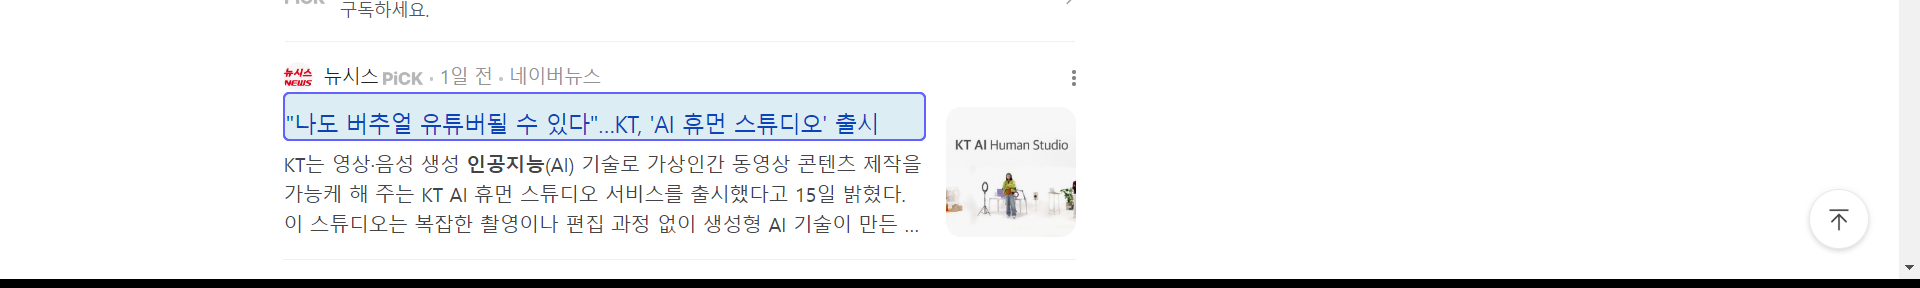 PiCK
구독하세요.
뉴시스 NEWS 뉴시스 PiCK · 1일 전 · 네이버뉴스
"나도 버추얼 유튜버될 수 있다"...KT, 'AI 휴먼 스튜디오' 출시
KT는 영상·음성 생성 인공지능(AI) 기술로 가상인간 동영상 콘텐츠 제작을
가능케 해 주는 KT AI 휴먼 스튜디오 서비스를 출시했다고 15일 밝혔다.
이 스튜디오는 복잡한 촬영이나 편집 과정 없이 생성형 AI 기술이 만든 ...
KT AI Human Studio